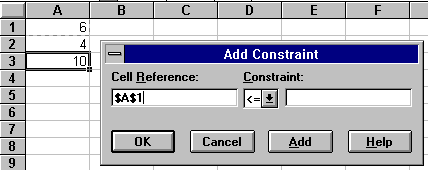 A B C D E F
1 6
2 4
3 10
4
5
6
7
8
9
Add Constraint
Cell Reference: Constraint:
$A$1 <=
OK Cancel Add Help